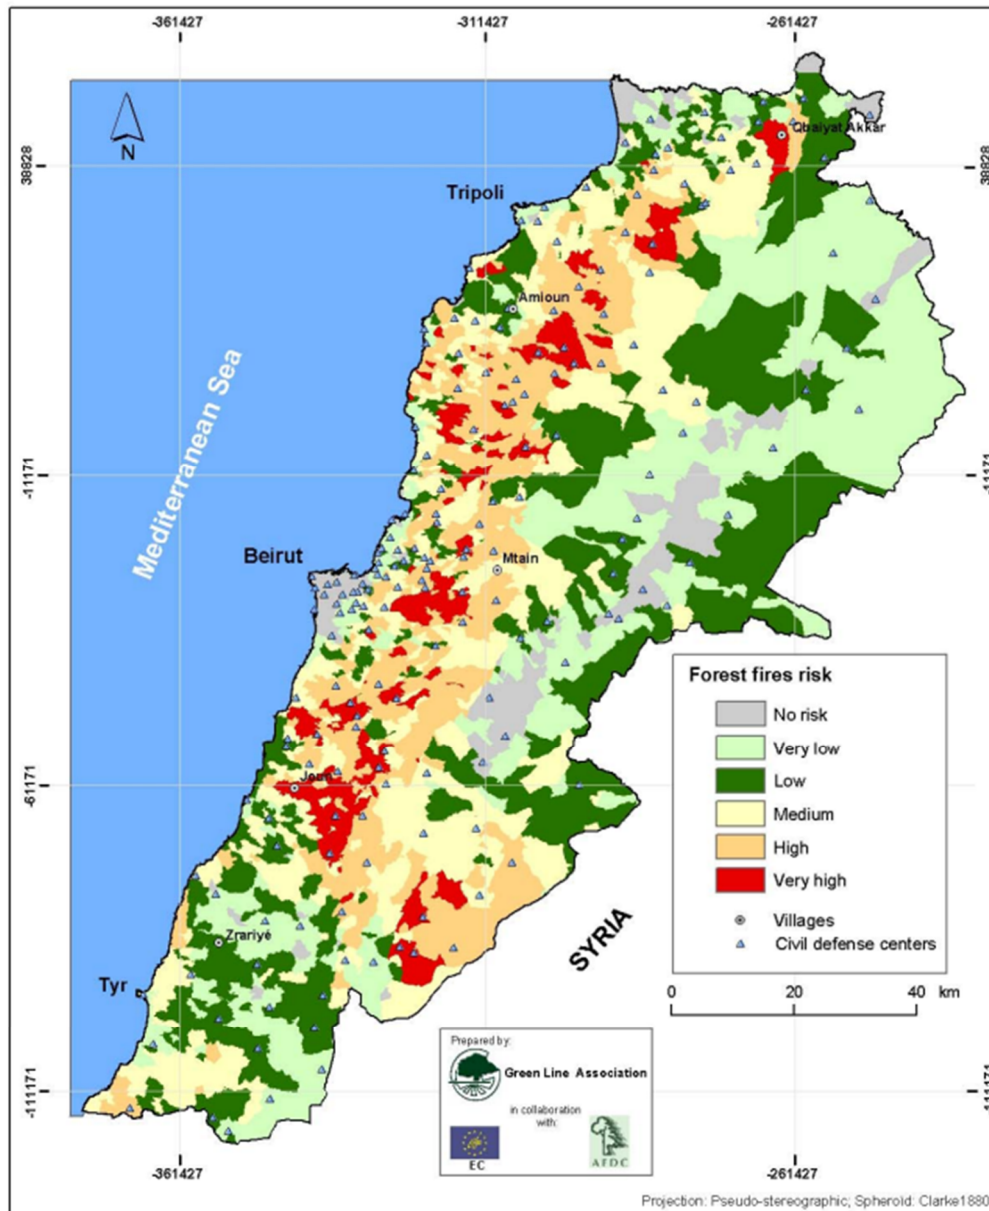 -361427
-311427
-261427
Qbaiyat Akkar
38828
38828
Tripoli
Amioun
Mediterranean Sea
-11171
-11171
Beirut
Mtain
Forest fires risk
No risk
Very low
Low
Medium
High
Very high
Villages
Civil defense centers
-61171
-61171
Joun
SYRIA
Zrariyé
Tyr
0 20 40 km
Prepared by:
Green Line Association
in collaboration
with:
EC
AFDC
-111171
-111171
-361427
-261427
N
Projection: Pseudo-stereographic; Spheroid: Clarke1880